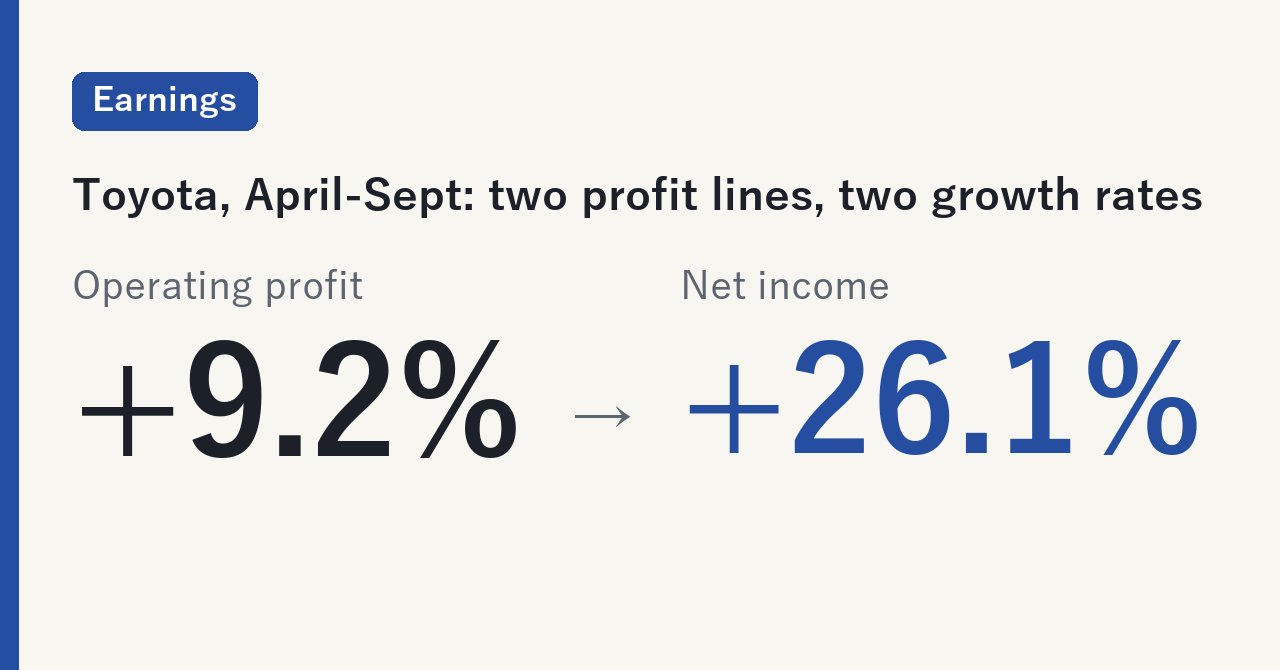 Earnings
Toyota, April-Sept: two profit lines, two growth rates
Operating profit
Net income
+9.2% → +26.1%